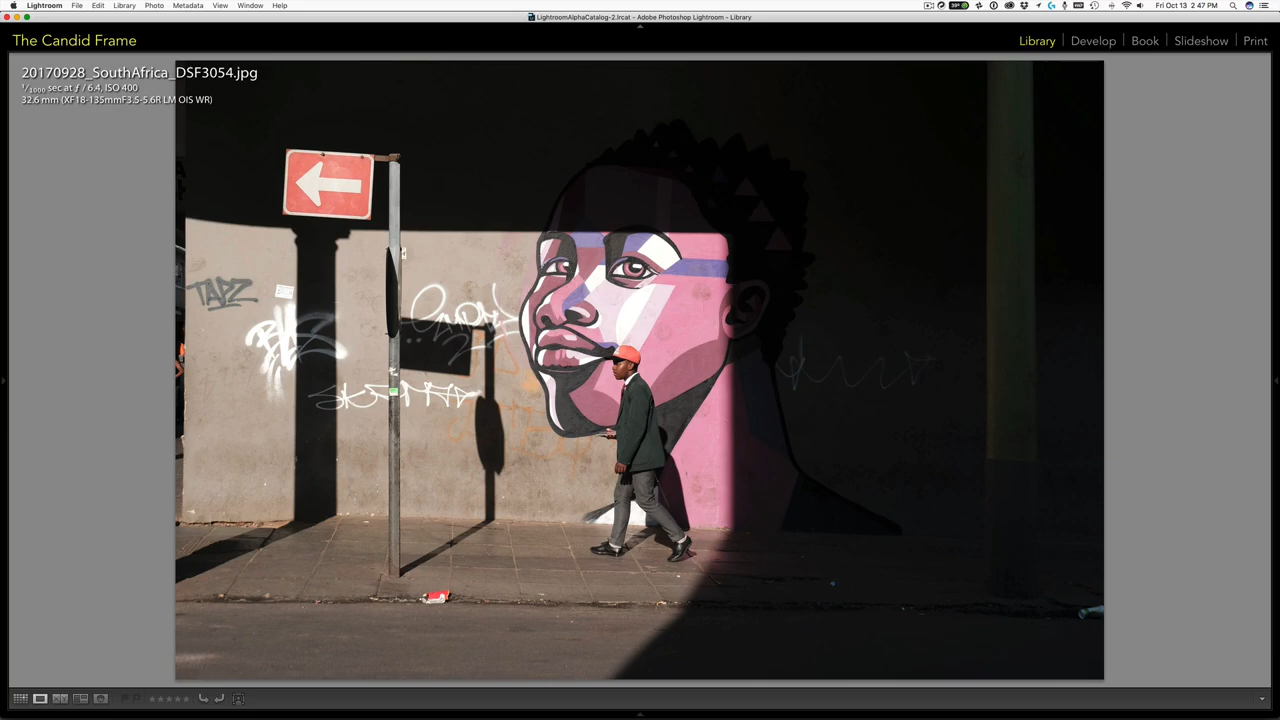 Lightroom File Edit Library Photo Metadata View Window Help
39° Fri Oct 13 2:47 PM
LightroomAlphaCatalog-2.lrcat - Adobe Photoshop Lightroom - Library
The Candid Frame
Library Develop Book Slideshow Print
20170928_SouthAfrica_DSF3054.jpg
1/1000 sec at ƒ / 6.4, ISO 400
32.6 mm (XF18-135mmF3.5-5.6R LM OIS WR)
TAPZ